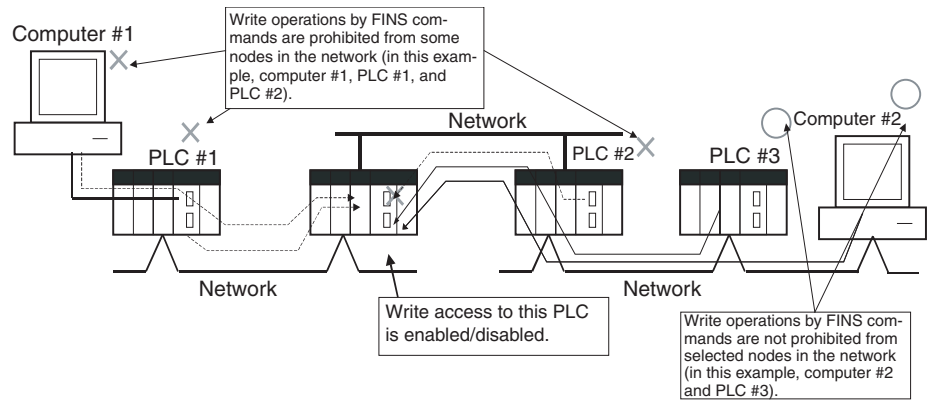 Write operations by FINS com-
mands are prohibited from some
nodes in the network (in this exam-
ple, computer #1, PLC #1, and
PLC #2).
Computer #1
Network
Computer #2
PLC #1
PLC #2
PLC #3
Network
Network
Write access to this PLC
is enabled/disabled.
Write operations by FINS com-
mands are not prohibited from
selected nodes in the network
(in this example, computer #2
and PLC #3).